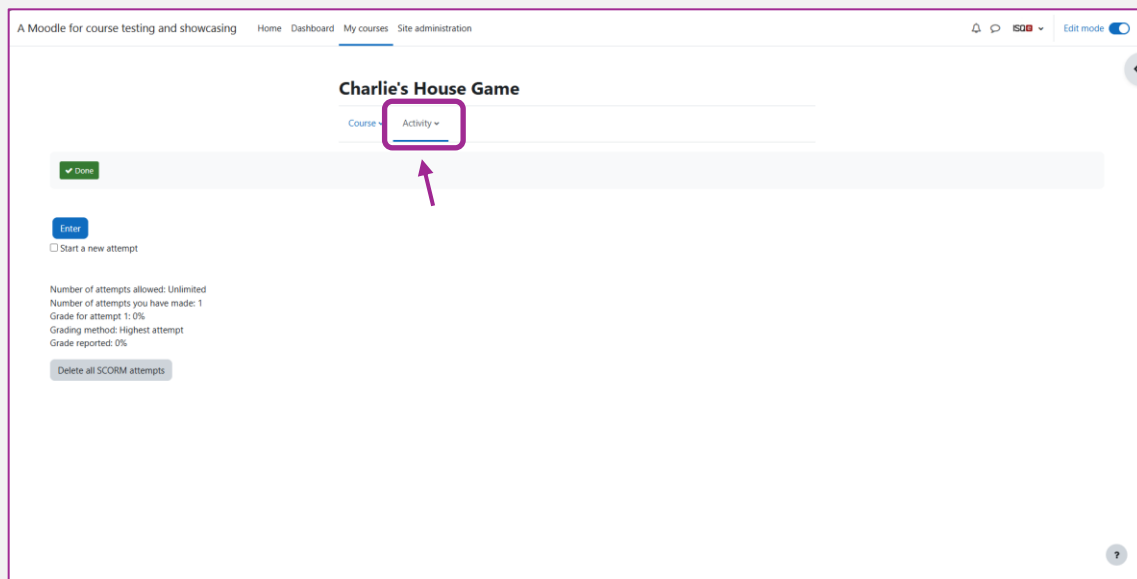 A Moodle for course testing and showcasing Home Dashboard My courses Site administration ISQ Edit mode
Charlie's House Game
Course Activity
Done
Enter
Start a new attempt
Number of attempts allowed: Unlimited
Number of attempts you have made: 1
Grade for attempt 1: 0%
Grading method: Highest attempt
Grade reported: 0%
Delete all SCORM attempts
?